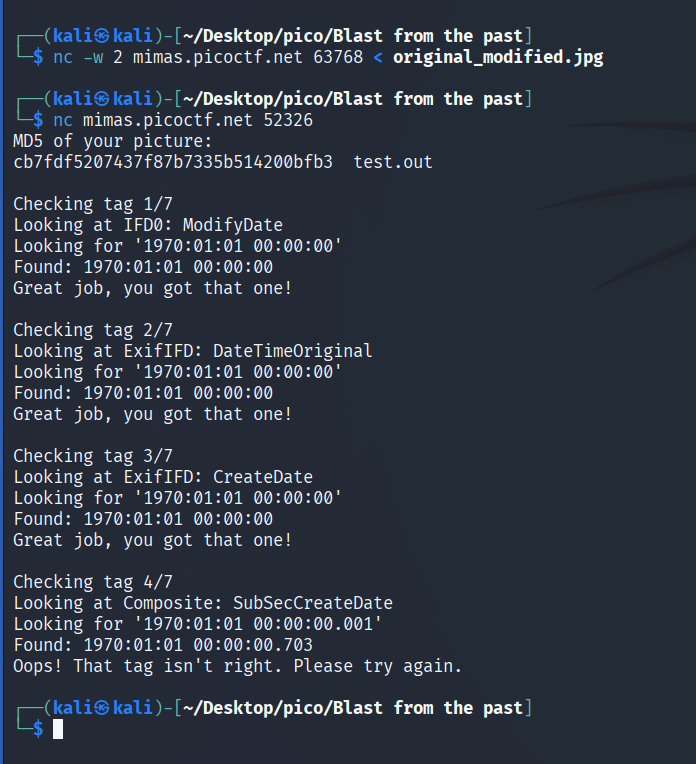 ┌──(kali㉿kali)-[~/Desktop/pico/Blast from the past]
└─$ nc -w 2 mimas.picoctf.net 63768 < original_modified.jpg
┌──(kali㉿kali)-[~/Desktop/pico/Blast from the past]
└─$ nc mimas.picoctf.net 52326
MD5 of your picture:
cb7fdf5207437f87b7335b514200bfb3  test.out
Checking tag 1/7
Looking at IFD0: ModifyDate
Looking for '1970:01:01 00:00:00'
Found: 1970:01:01 00:00:00
Great job, you got that one!
Checking tag 2/7
Looking at ExifIFD: DateTimeOriginal
Looking for '1970:01:01 00:00:00'
Found: 1970:01:01 00:00:00
Great job, you got that one!
Checking tag 3/7
Looking at ExifIFD: CreateDate
Looking for '1970:01:01 00:00:00'
Found: 1970:01:01 00:00:00
Great job, you got that one!
Checking tag 4/7
Looking at Composite: SubSecCreateDate
Looking for '1970:01:01 00:00:00.001'
Found: 1970:01:01 00:00:00.703
Oops! That tag isn't right. Please try again.
┌──(kali㉿kali)-[~/Desktop/pico/Blast from the past]
└─$